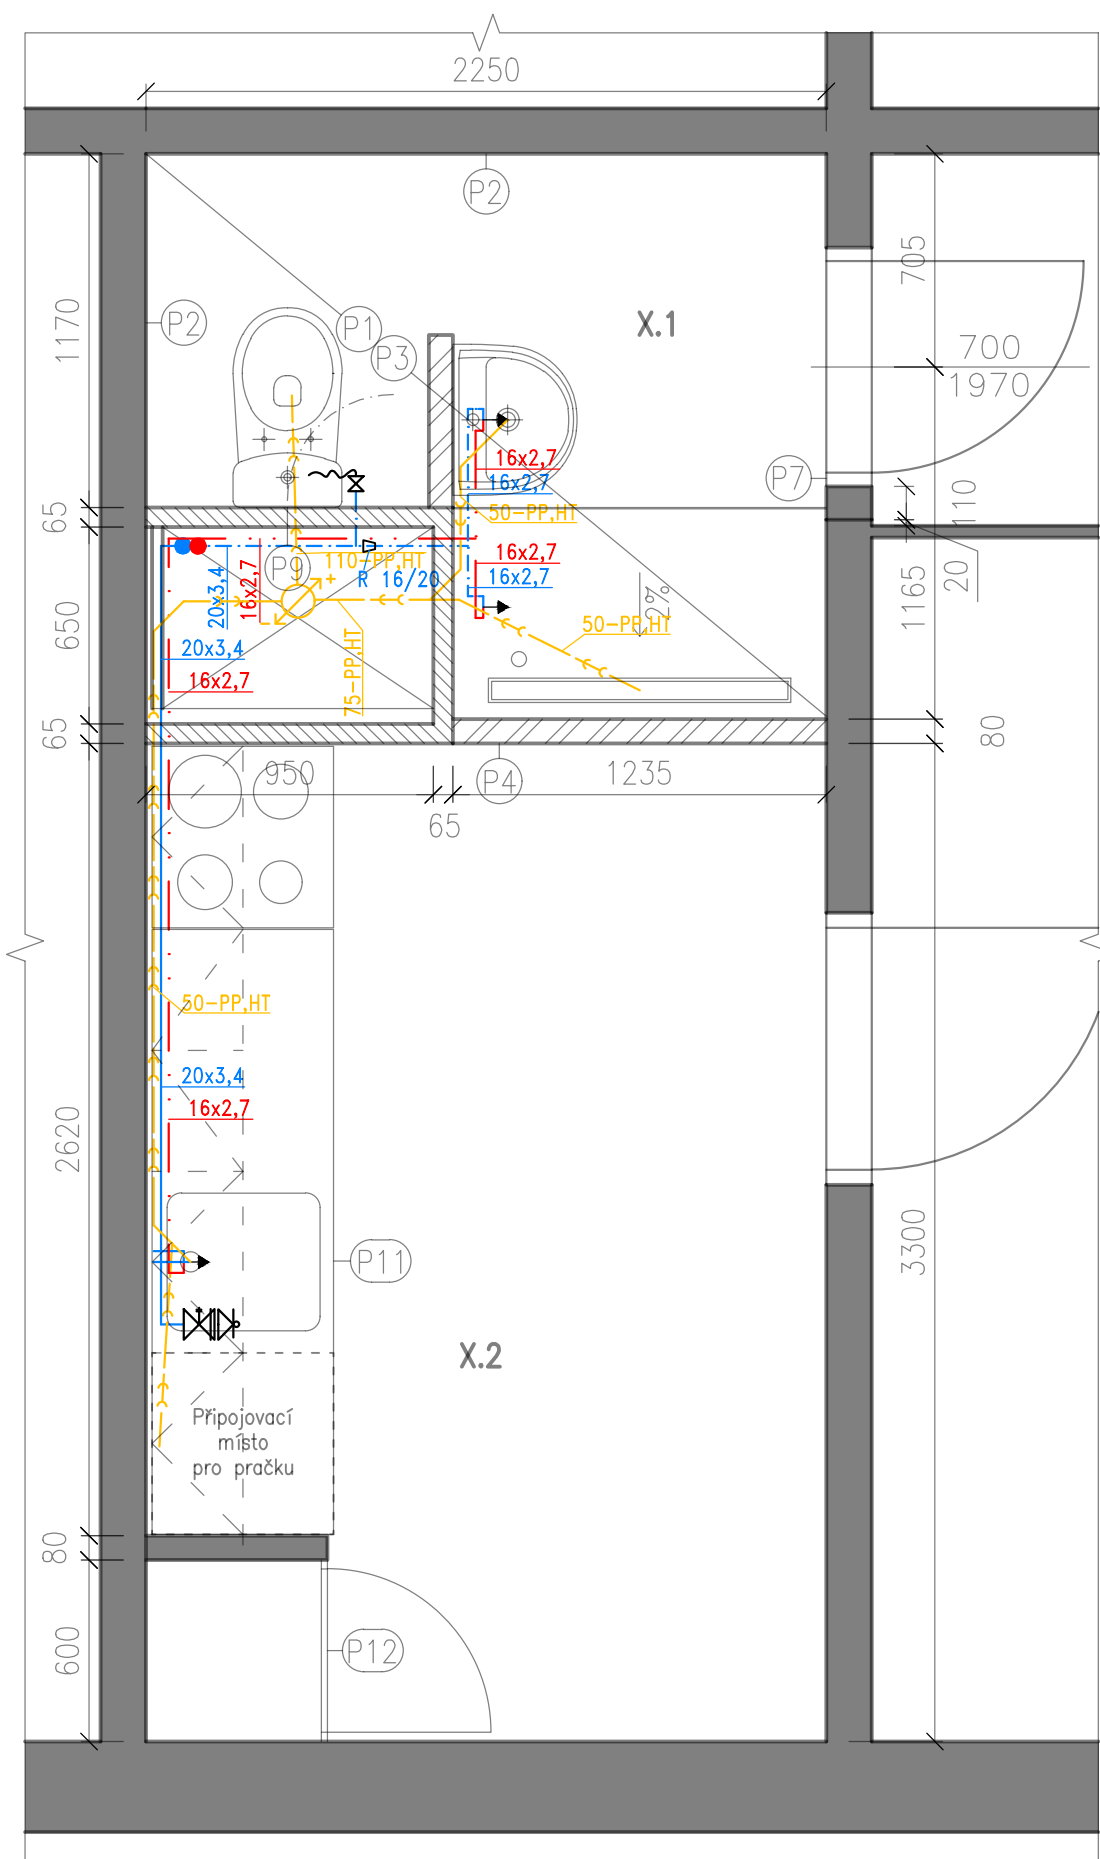 2250
P2
705
X.1
P2
P1
P3
1170
700
1970
16x2,7
16x2,7
P7
50-PP,HT
110
65
16x2,7
16x2,7
110-PP,HT
R 16/20
P9
+
-
20x3,4
16x2,7
20
1165
2%
50-PP,HT
650
20x3,4
16x2,7
75-PP,HT
65
80
950
P4
1235
65
50-PP,HT
20x3,4
16x2,7
2620
3300
P11
X.2
Připojovací
místo
pro pračku
80
600
P12